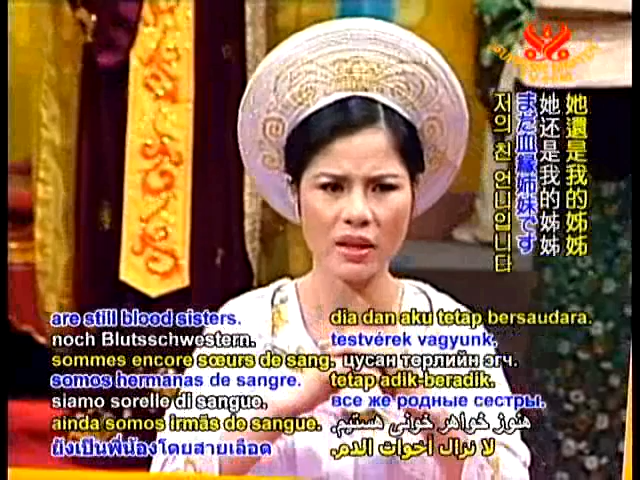 她還是我的姊姊
她还是我的姊姊
まだ血縁姉妹です
저의 친 언니입니다
are still blood sisters.
noch Blutsschwestern.
sommes encore sœurs de sang.
somos hermanas de sangre.
siamo sorelle di sangue.
ainda somos irmãs de sangue.
ยังเป็นพี่น้องโดยสายเลือด
dia dan aku tetap bersaudara.
testvérek vagyunk,
цусан төрлийн эгч.
tetap adik-beradik.
все же родные сестры.
هنوز خواهر خونی هستیم.
لا نزال أخوات الدم.